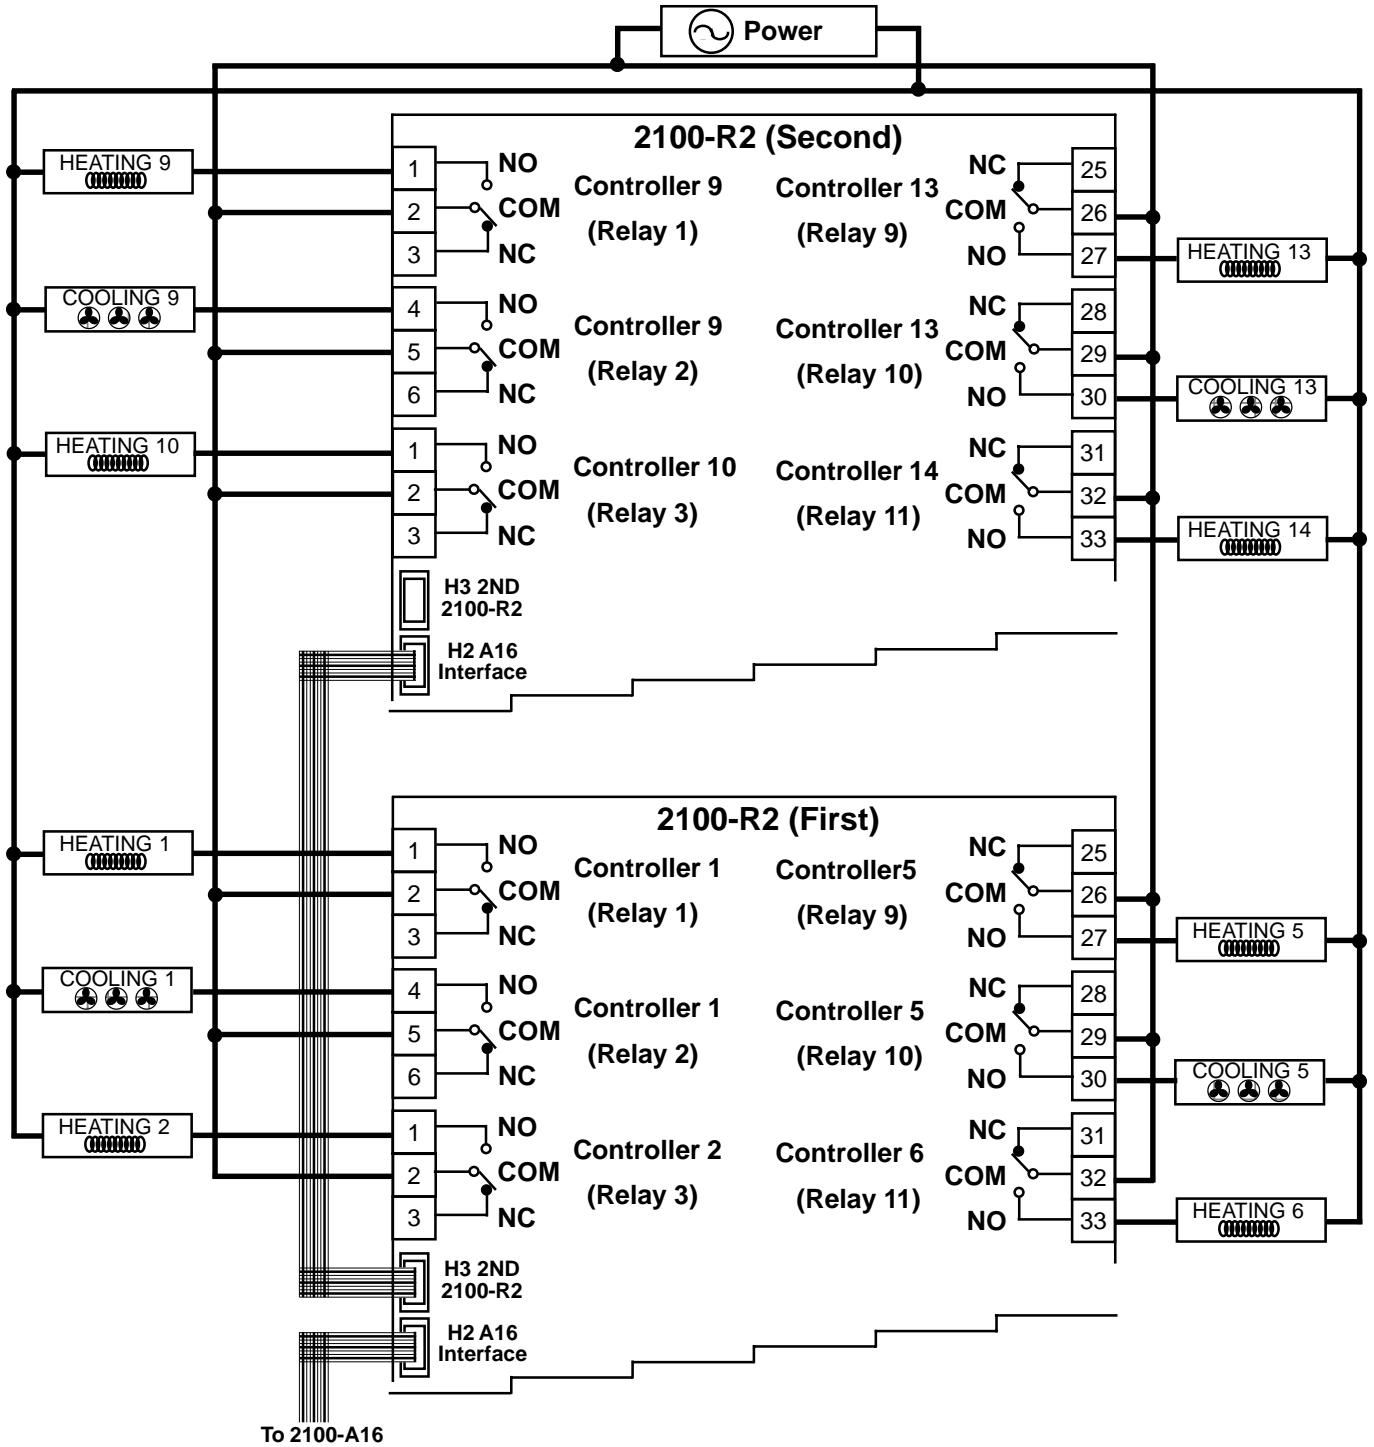 Power
2100-R2 (Second)
HEATING 9
1 NO
2 COM
3 NC
Controller 9
(Relay 1)
Controller 13
(Relay 9)
NC 25
COM 26
NO 27
HEATING 13
COOLING 9
4 NO
5 COM
6 NC
Controller 9
(Relay 2)
Controller 13
(Relay 10)
NC 28
COM 29
NO 30
COOLING 13
HEATING 10
1 NO
2 COM
3 NC
Controller 10
(Relay 3)
Controller 14
(Relay 11)
NC 31
COM 32
NO 33
HEATING 14
H3 2ND
2100-R2
H2 A16
Interface
2100-R2 (First)
HEATING 1
1 NO
2 COM
3 NC
Controller 1
(Relay 1)
Controller5
(Relay 9)
NC 25
COM 26
NO 27
HEATING 5
COOLING 1
4 NO
5 COM
6 NC
Controller 1
(Relay 2)
Controller 5
(Relay 10)
NC 28
COM 29
NO 30
COOLING 5
HEATING 2
1 NO
2 COM
3 NC
Controller 2
(Relay 3)
Controller 6
(Relay 11)
NC 31
COM 32
NO 33
HEATING 6
H3 2ND
2100-R2
H2 A16
Interface
To 2100-A16